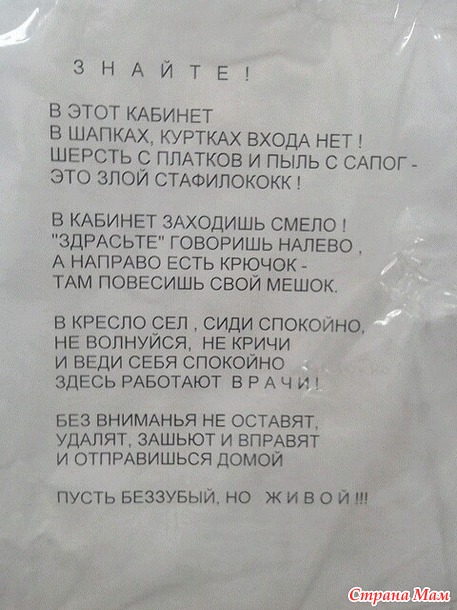 З Н А Й Т Е !
В ЭТОТ КАБИНЕТ
В ШАПКАХ, КУРТКАХ ВХОДА НЕТ !
ШЕРСТЬ С ПЛАТКОВ И ПЫЛЬ С САПОГ -
ЭТО ЗЛОЙ СТАФИЛОКОКК !
В КАБИНЕТ ЗАХОДИШЬ СМЕЛО !
"ЗДРАСЬТЕ" ГОВОРИШЬ НАЛЕВО ,
А НАПРАВО ЕСТЬ КРЮЧОК -
ТАМ ПОВЕСИШЬ СВОЙ МЕШОК.
В КРЕСЛО СЕЛ , СИДИ СПОКОЙНО,
НЕ ВОЛНУЙСЯ, НЕ КРИЧИ
И ВЕДИ СЕБЯ СПОКОЙНО
ЗДЕСЬ РАБОТАЮТ В Р А Ч И !
БЕЗ ВНИМАНЬЯ НЕ ОСТАВЯТ,
УДАЛЯТ, ЗАШЬЮТ И ВПРАВЯТ
И ОТПРАВИШЬСЯ ДОМОЙ
ПУСТЬ БЕЗЗУБЫЙ, НО Ж И В О Й !!!
Страна Мам